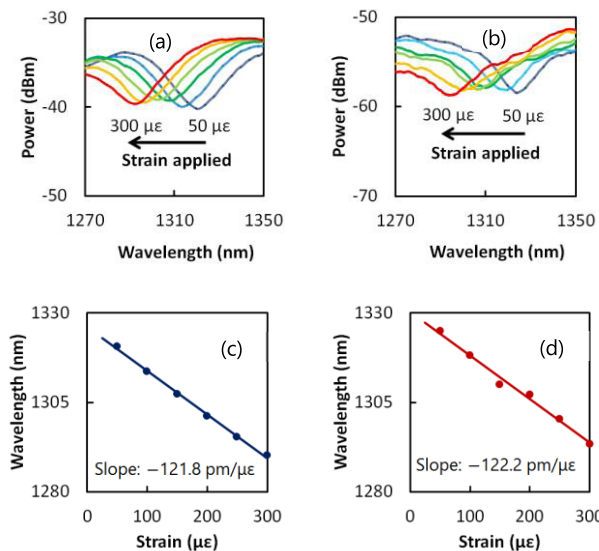 -30
-40
-50
Power (dBm)
(a)
300 µε
50 µε
Strain applied
1270
1310
1350
Wavelength (nm)
-50
-60
-70
Power (dBm)
(b)
300 µε
50 µε
Strain applied
1270
1310
1350
Wavelength (nm)
1330
1305
1280
Wavelength (nm)
(c)
Slope: −121.8 pm/µε
0
100
200
300
Strain (µε)
1330
1305
1280
Wavelength (nm)
(d)
Slope: −122.2 pm/µε
0
100
200
300
Strain (µε)